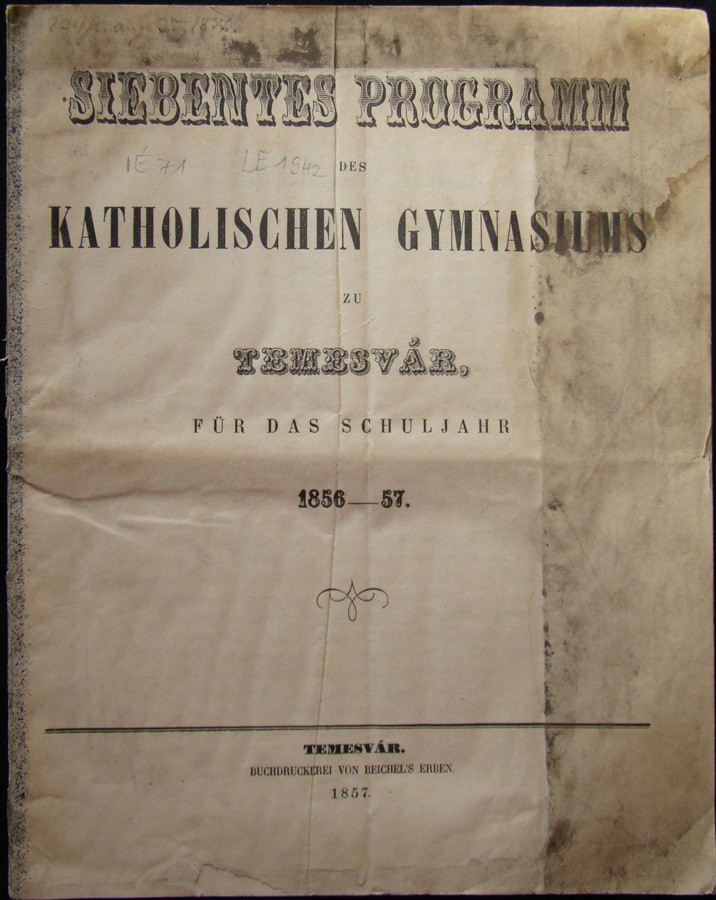 SIEBENTES PROGRAMM
IÉ 71 LE 1942
DES
KATHOLISCHEN GYMNASIUMS
ZU
TEMESVÁR,
FÜR DAS SCHULJAHR
1856—57.
TEMESVÁR.
BUCHDRUCKEREI VON BEICHEL'S ERBEN.
1857.